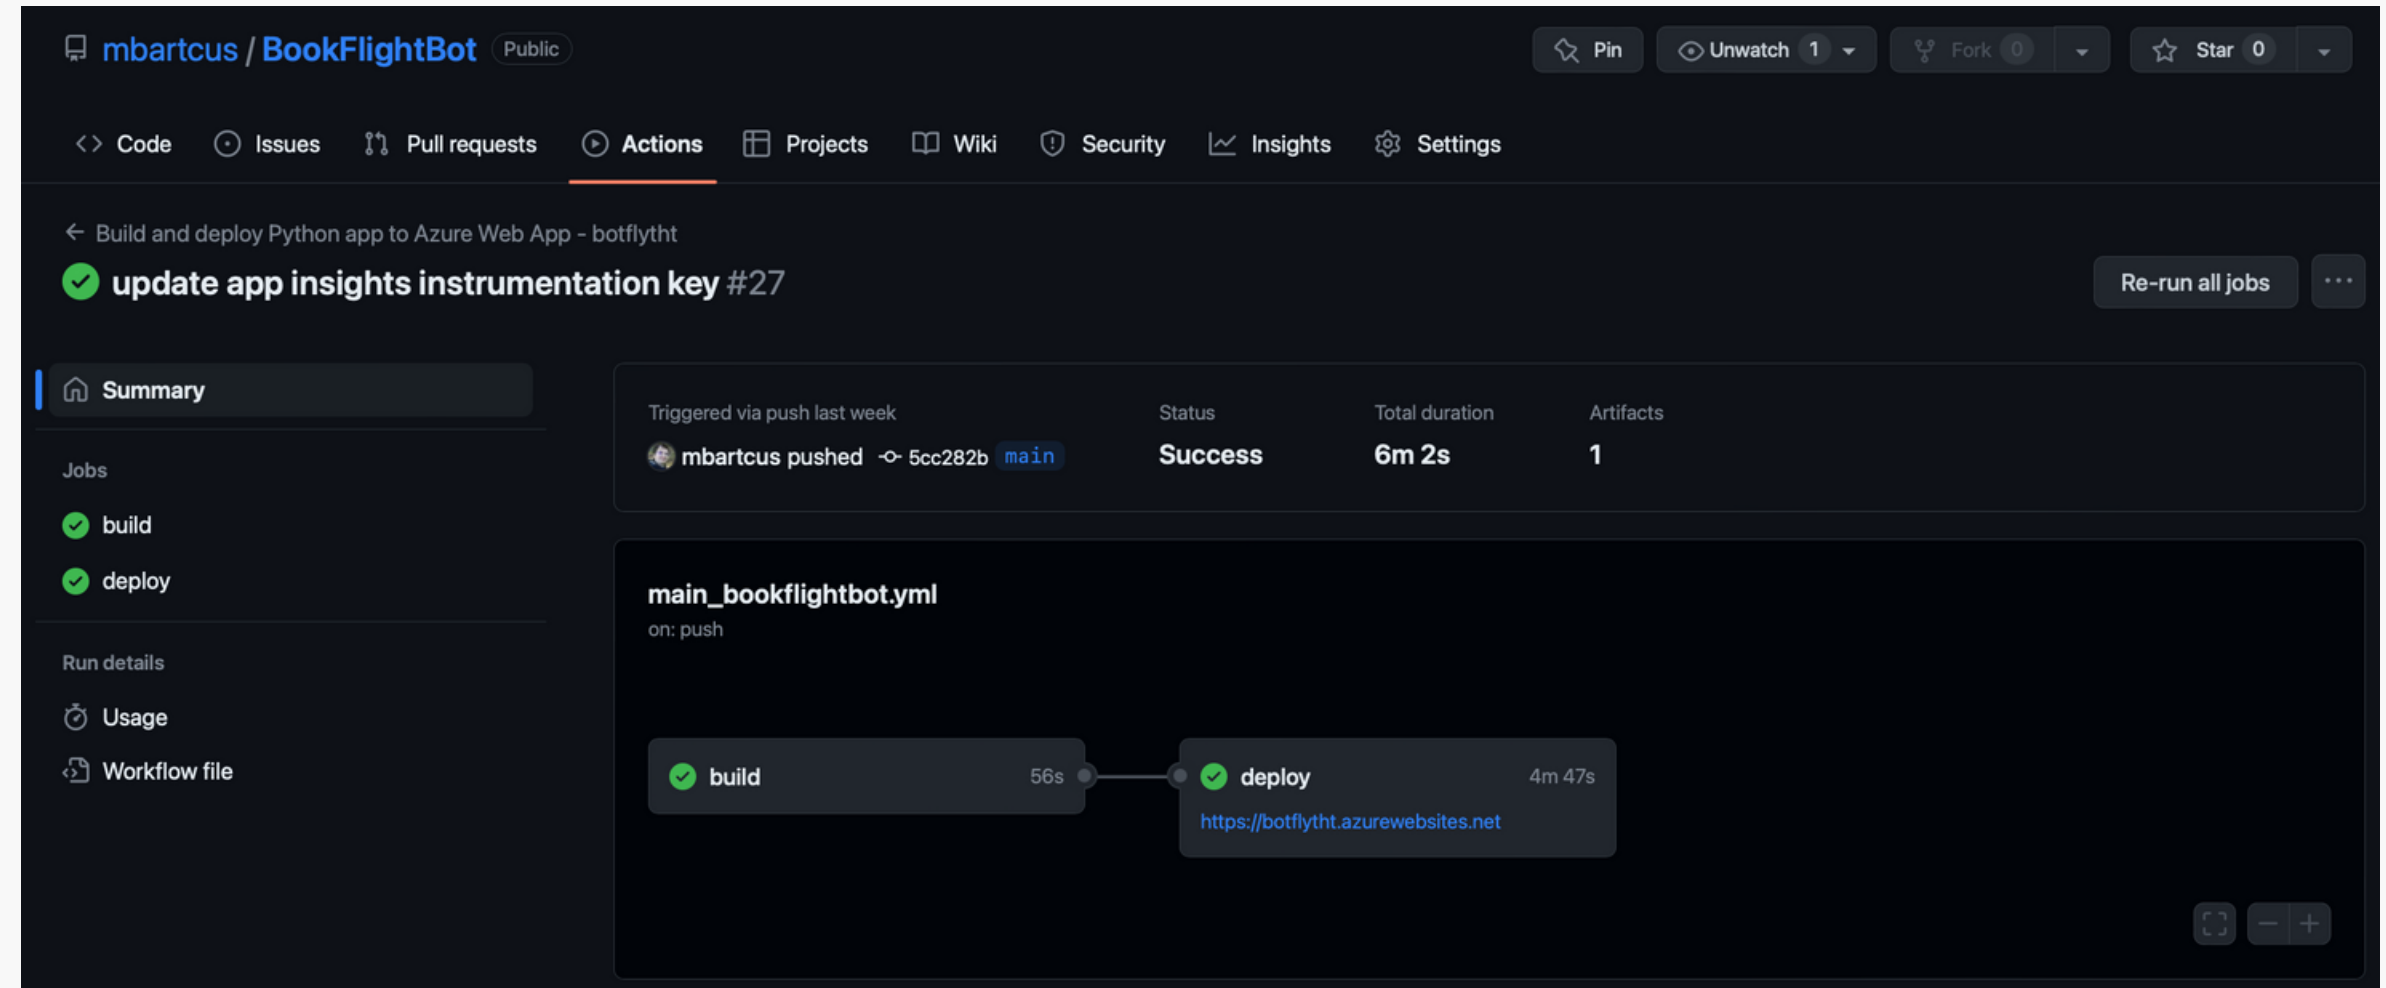 mbartcus / BookFlightBot Public
Pin Unwatch 1 Fork 0 Star 0
Code Issues Pull requests Actions Projects Wiki Security Insights Settings
Build and deploy Python app to Azure Web App - botflytht
update app insights instrumentation key #27
Re-run all jobs
Summary
Jobs
build
deploy
Run details
Usage
Workflow file
Triggered via push last week Status Total duration Artifacts
mbartcus pushed 5cc282b main Success 6m 2s 1
main_bookflightbot.yml
on: push
build 56s
deploy 4m 47s
https://botflytht.azurewebsites.net